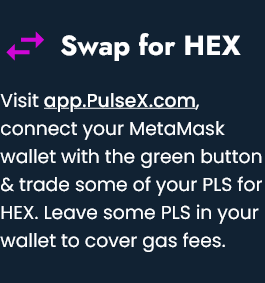 Swap for HEX
Visit app.PulseX.com,
connect your MetaMask
wallet with the green button
& trade some of your PLS for
HEX. Leave some PLS in your
wallet to cover gas fees.